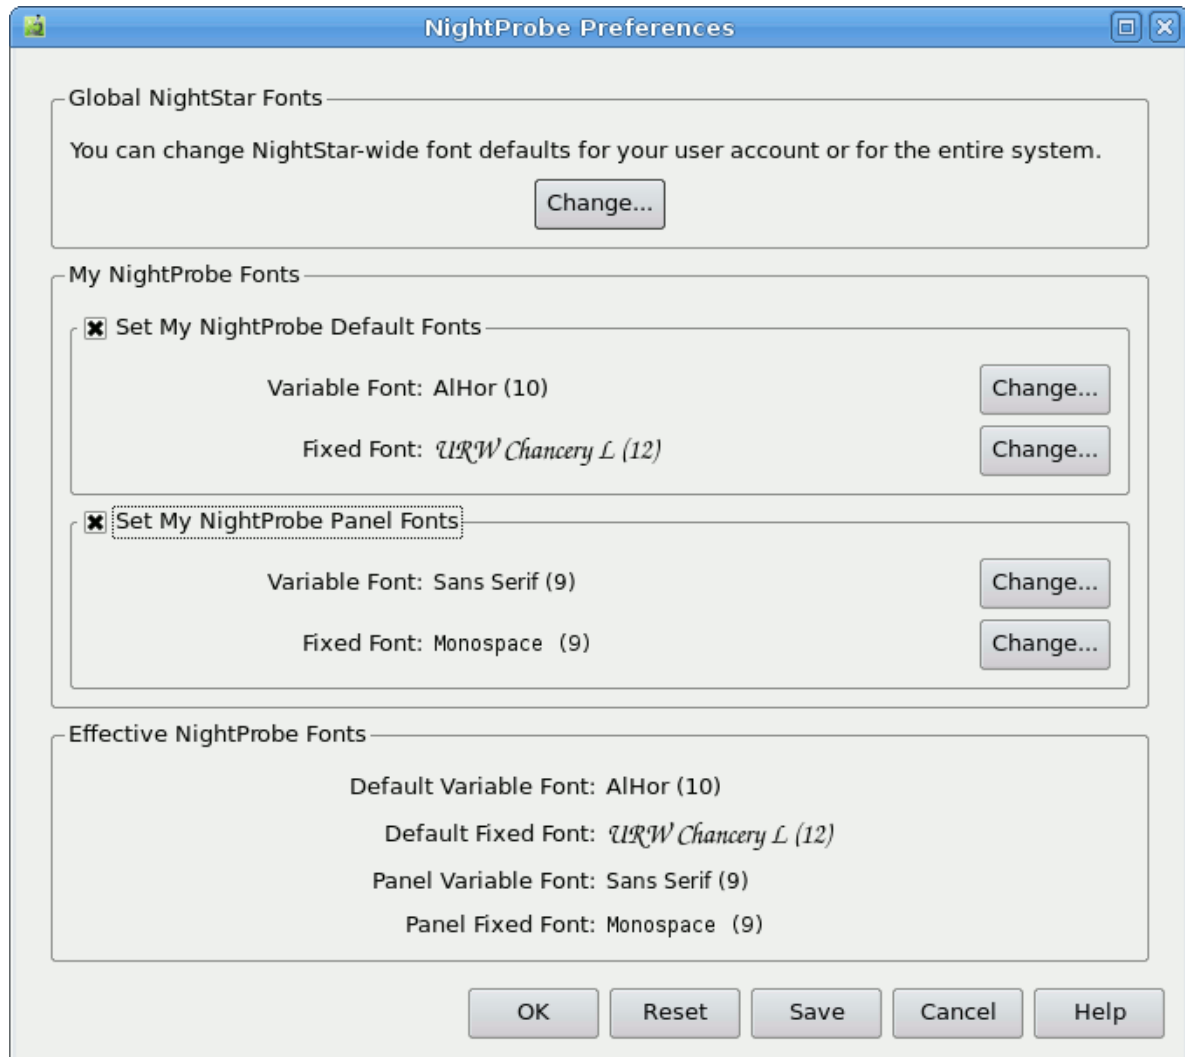 NightProbe Preferences
Global NightStar Fonts
You can change NightStar-wide font defaults for your user account or for the entire system.
Change...
My NightProbe Fonts
Set My NightProbe Default Fonts
Variable Font: AlHor (10) Change...
Fixed Font: URW Chancery L (12) Change...
Set My NightProbe Panel Fonts
Variable Font: Sans Serif (9) Change...
Fixed Font: Monospace (9) Change...
Effective NightProbe Fonts
Default Variable Font: AlHor (10)
Default Fixed Font: URW Chancery L (12)
Panel Variable Font: Sans Serif (9)
Panel Fixed Font: Monospace (9)
OK Reset Save Cancel Help